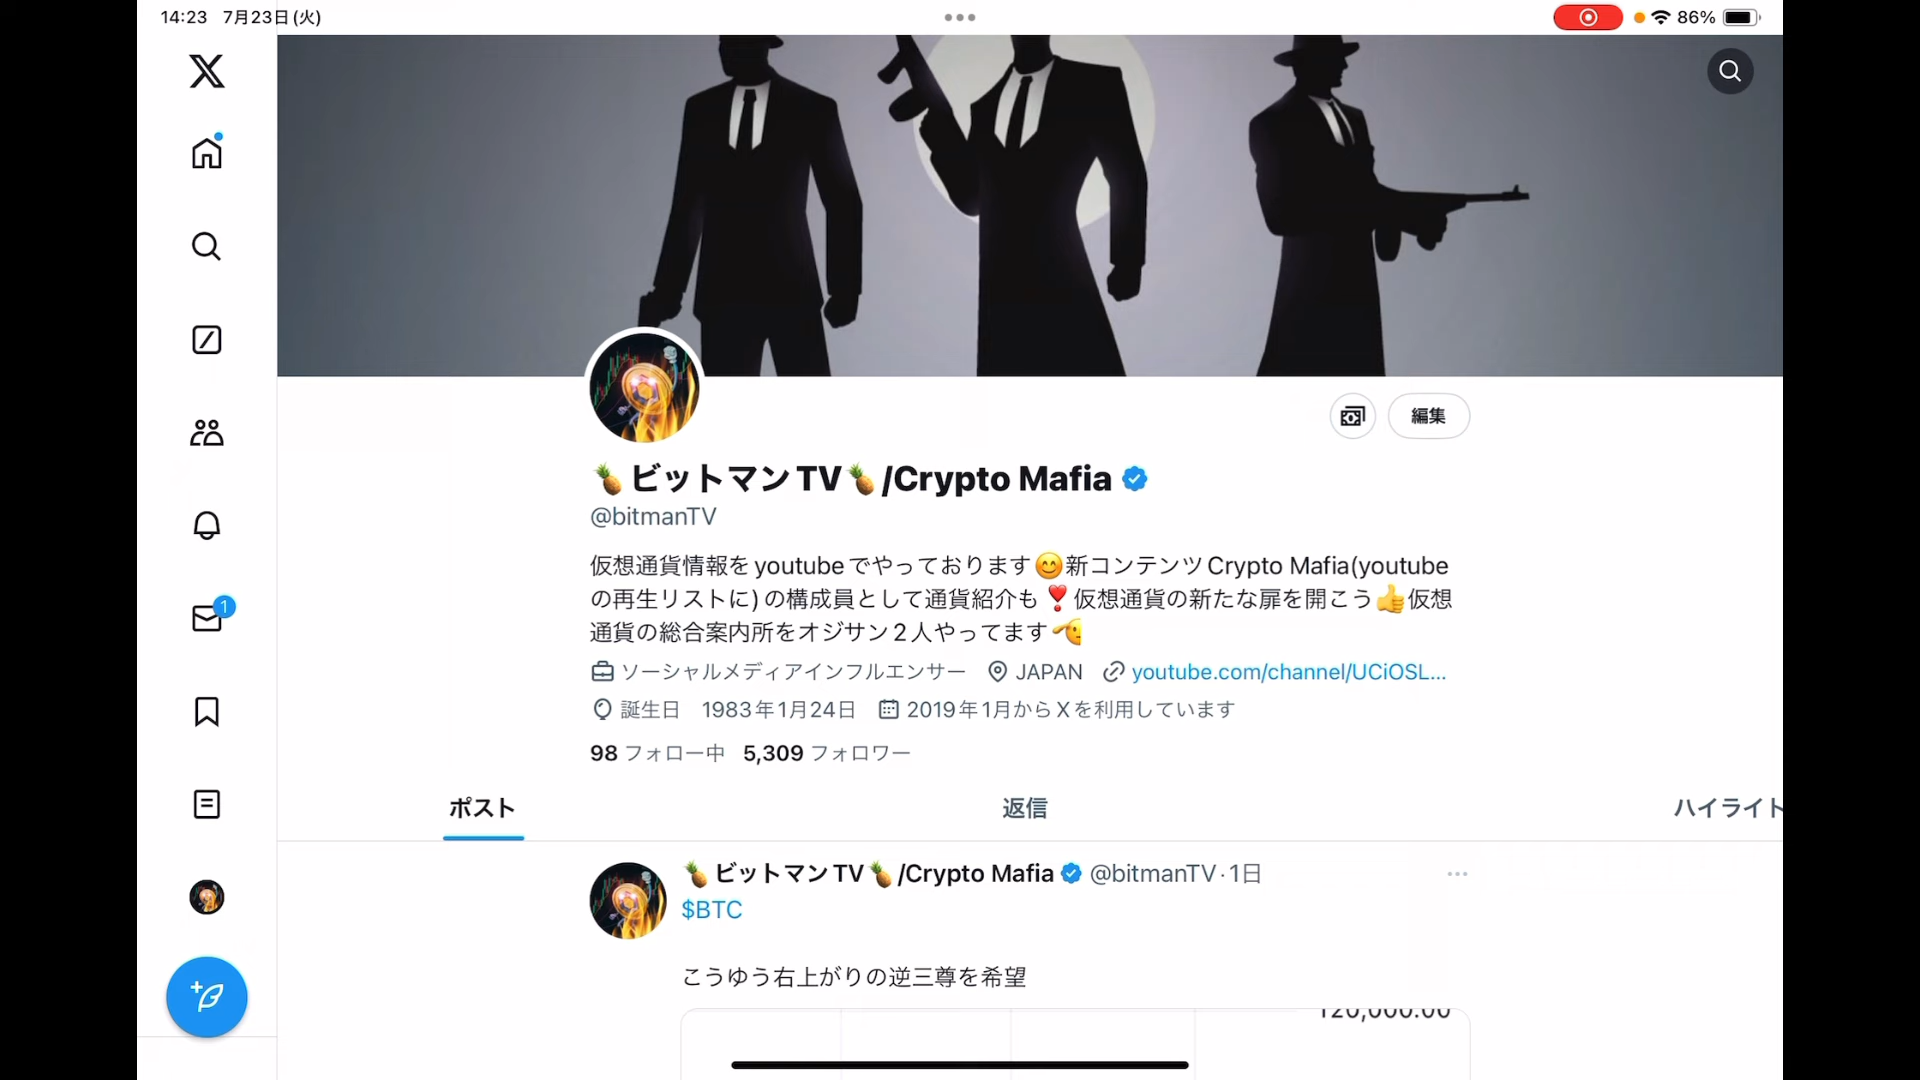 14:23 7月23日(火)
86%
編集
🍍ビットマンTV🍍/Crypto Mafia
@bitmanTV
仮想通貨情報をyoutubeでやっております😊新コンテンツCrypto Mafia(youtube
の再生リストに)の構成員として通貨紹介も❣️仮想通貨の新たな扉を開こう👍仮想
通貨の総合案内所をオジサン2人やってます🫡
ソーシャルメディアインフルエンサー JAPAN youtube.com/channel/UCiOSL...
誕生日 1983年1月24日 2019年1月からXを利用しています
98 フォロー中 5,309 フォロワー
ポスト 返信 ハイライト
1
🍍ビットマンTV🍍/Crypto Mafia @bitmanTV·1日
$BTC
こうゆう右上がりの逆三尊を希望
120,000.00